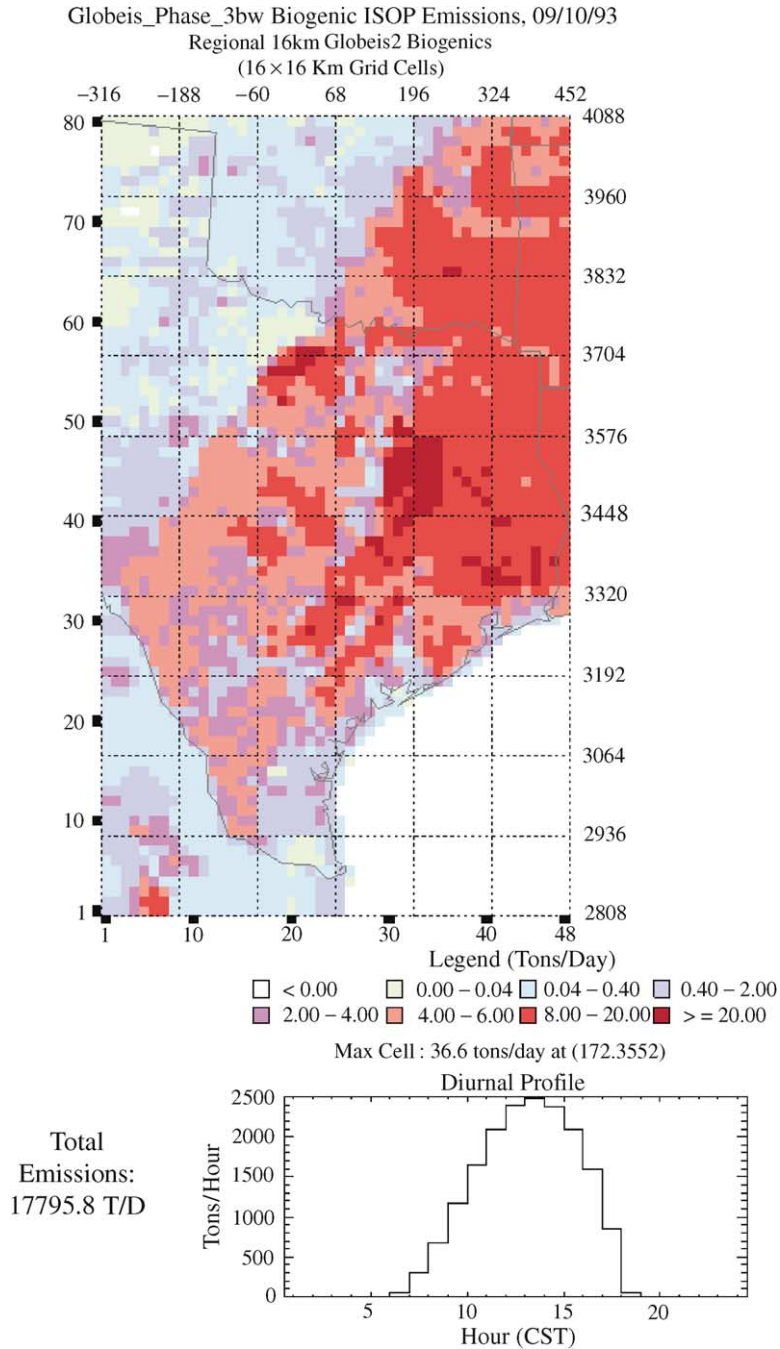 Globeis_Phase_3bw Biogenic ISOP Emissions, 09/10/93
Regional 16km Globeis2 Biogenics
(16×16 Km Grid Cells)
−316 −188 −60 68 196 324 452
80 4088
3960
70
3832
60
3704
50
3576
40 3448
3320
30
3192
20
3064
10
2936
1 2808
1 10 20 30 40 48
Legend (Tons/Day)
< 0.00 0.00 − 0.04 0.04 − 0.40 0.40 − 2.00
2.00 − 4.00 4.00 − 6.00 8.00 − 20.00 > = 20.00
Max Cell : 36.6 tons/day at (172.3552)
Diurnal Profile
Total
Emissions:
17795.8 T/D
Tons/Hour
2500
2000
1500
1000
500
0
5 10 15 20
Hour (CST)